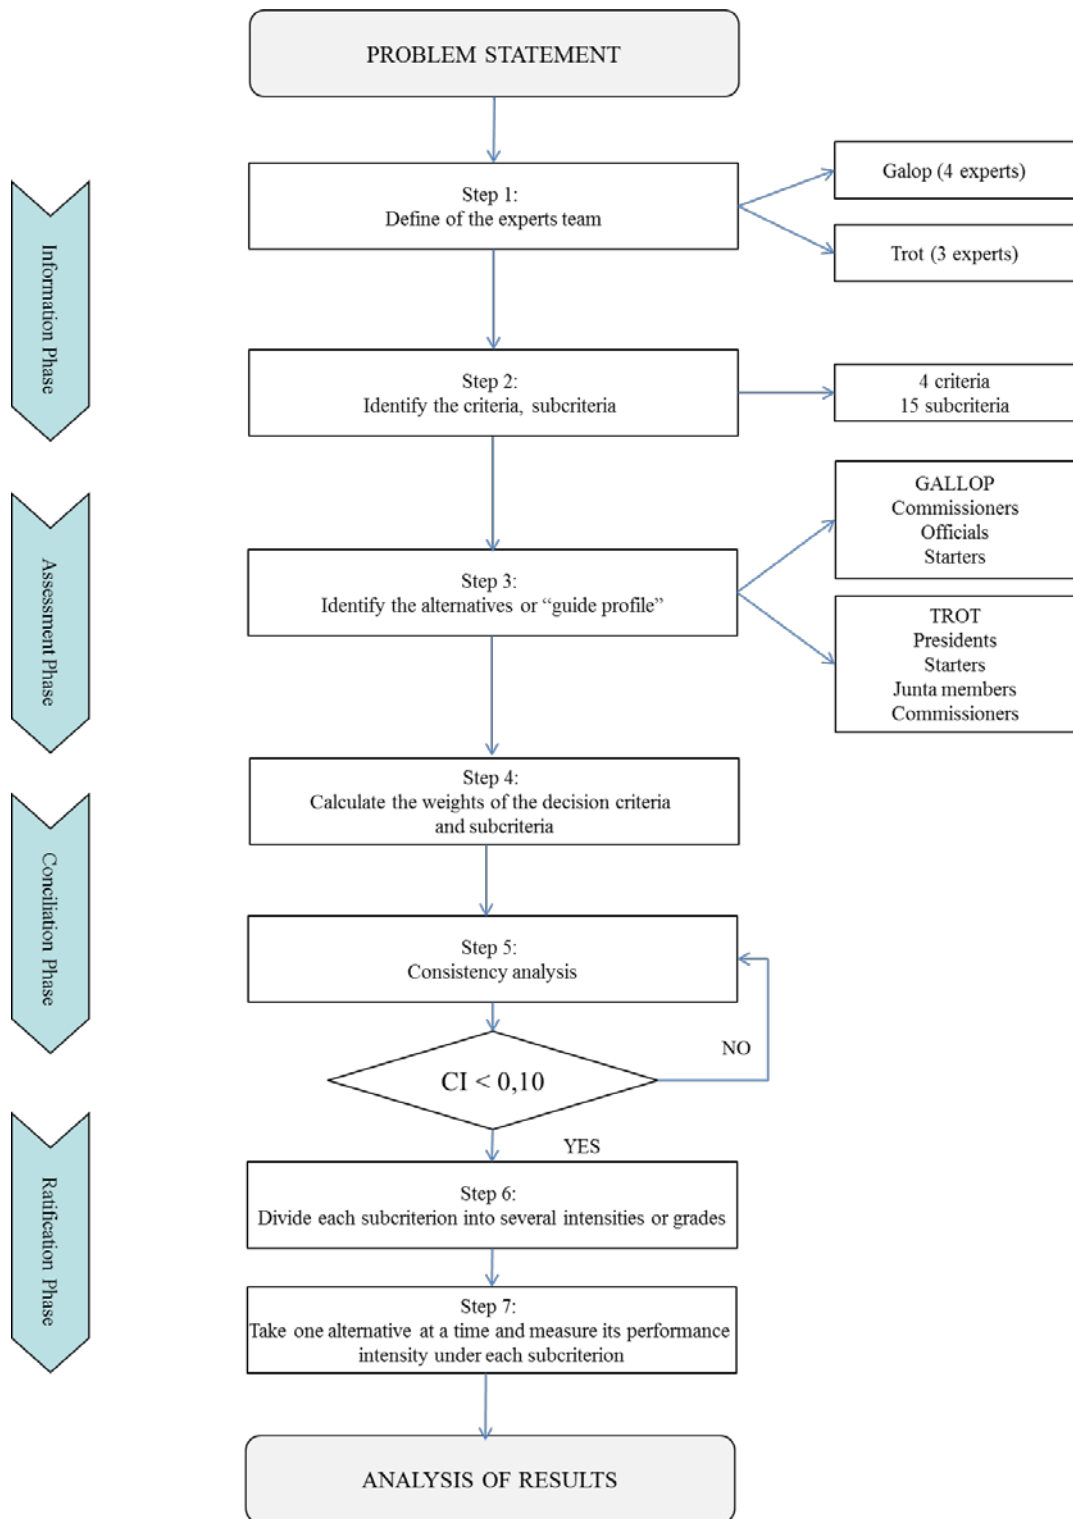 PROBLEM STATEMENT
Step 1:
Define of the experts team
Galop (4 experts)
Trot (3 experts)
Information Phase
Step 2:
Identify the criteria, subcriteria
4 criteria
15 subcriteria
GALLOP
Commissioners
Officials
Starters
Assessment Phase
Step 3:
Identify the alternatives or “guide profile”
TROT
Presidents
Starters
Junta members
Commissioners
Step 4:
Calculate the weights of the decision criteria
and subcriteria
Conciliation Phase
Step 5:
Consistency analysis
NO
CI < 0,10
YES
Ratification Phase
Step 6:
Divide each subcriterion into several intensities or grades
Step 7:
Take one alternative at a time and measure its performance
intensity under each subcriterion
ANALYSIS OF RESULTS